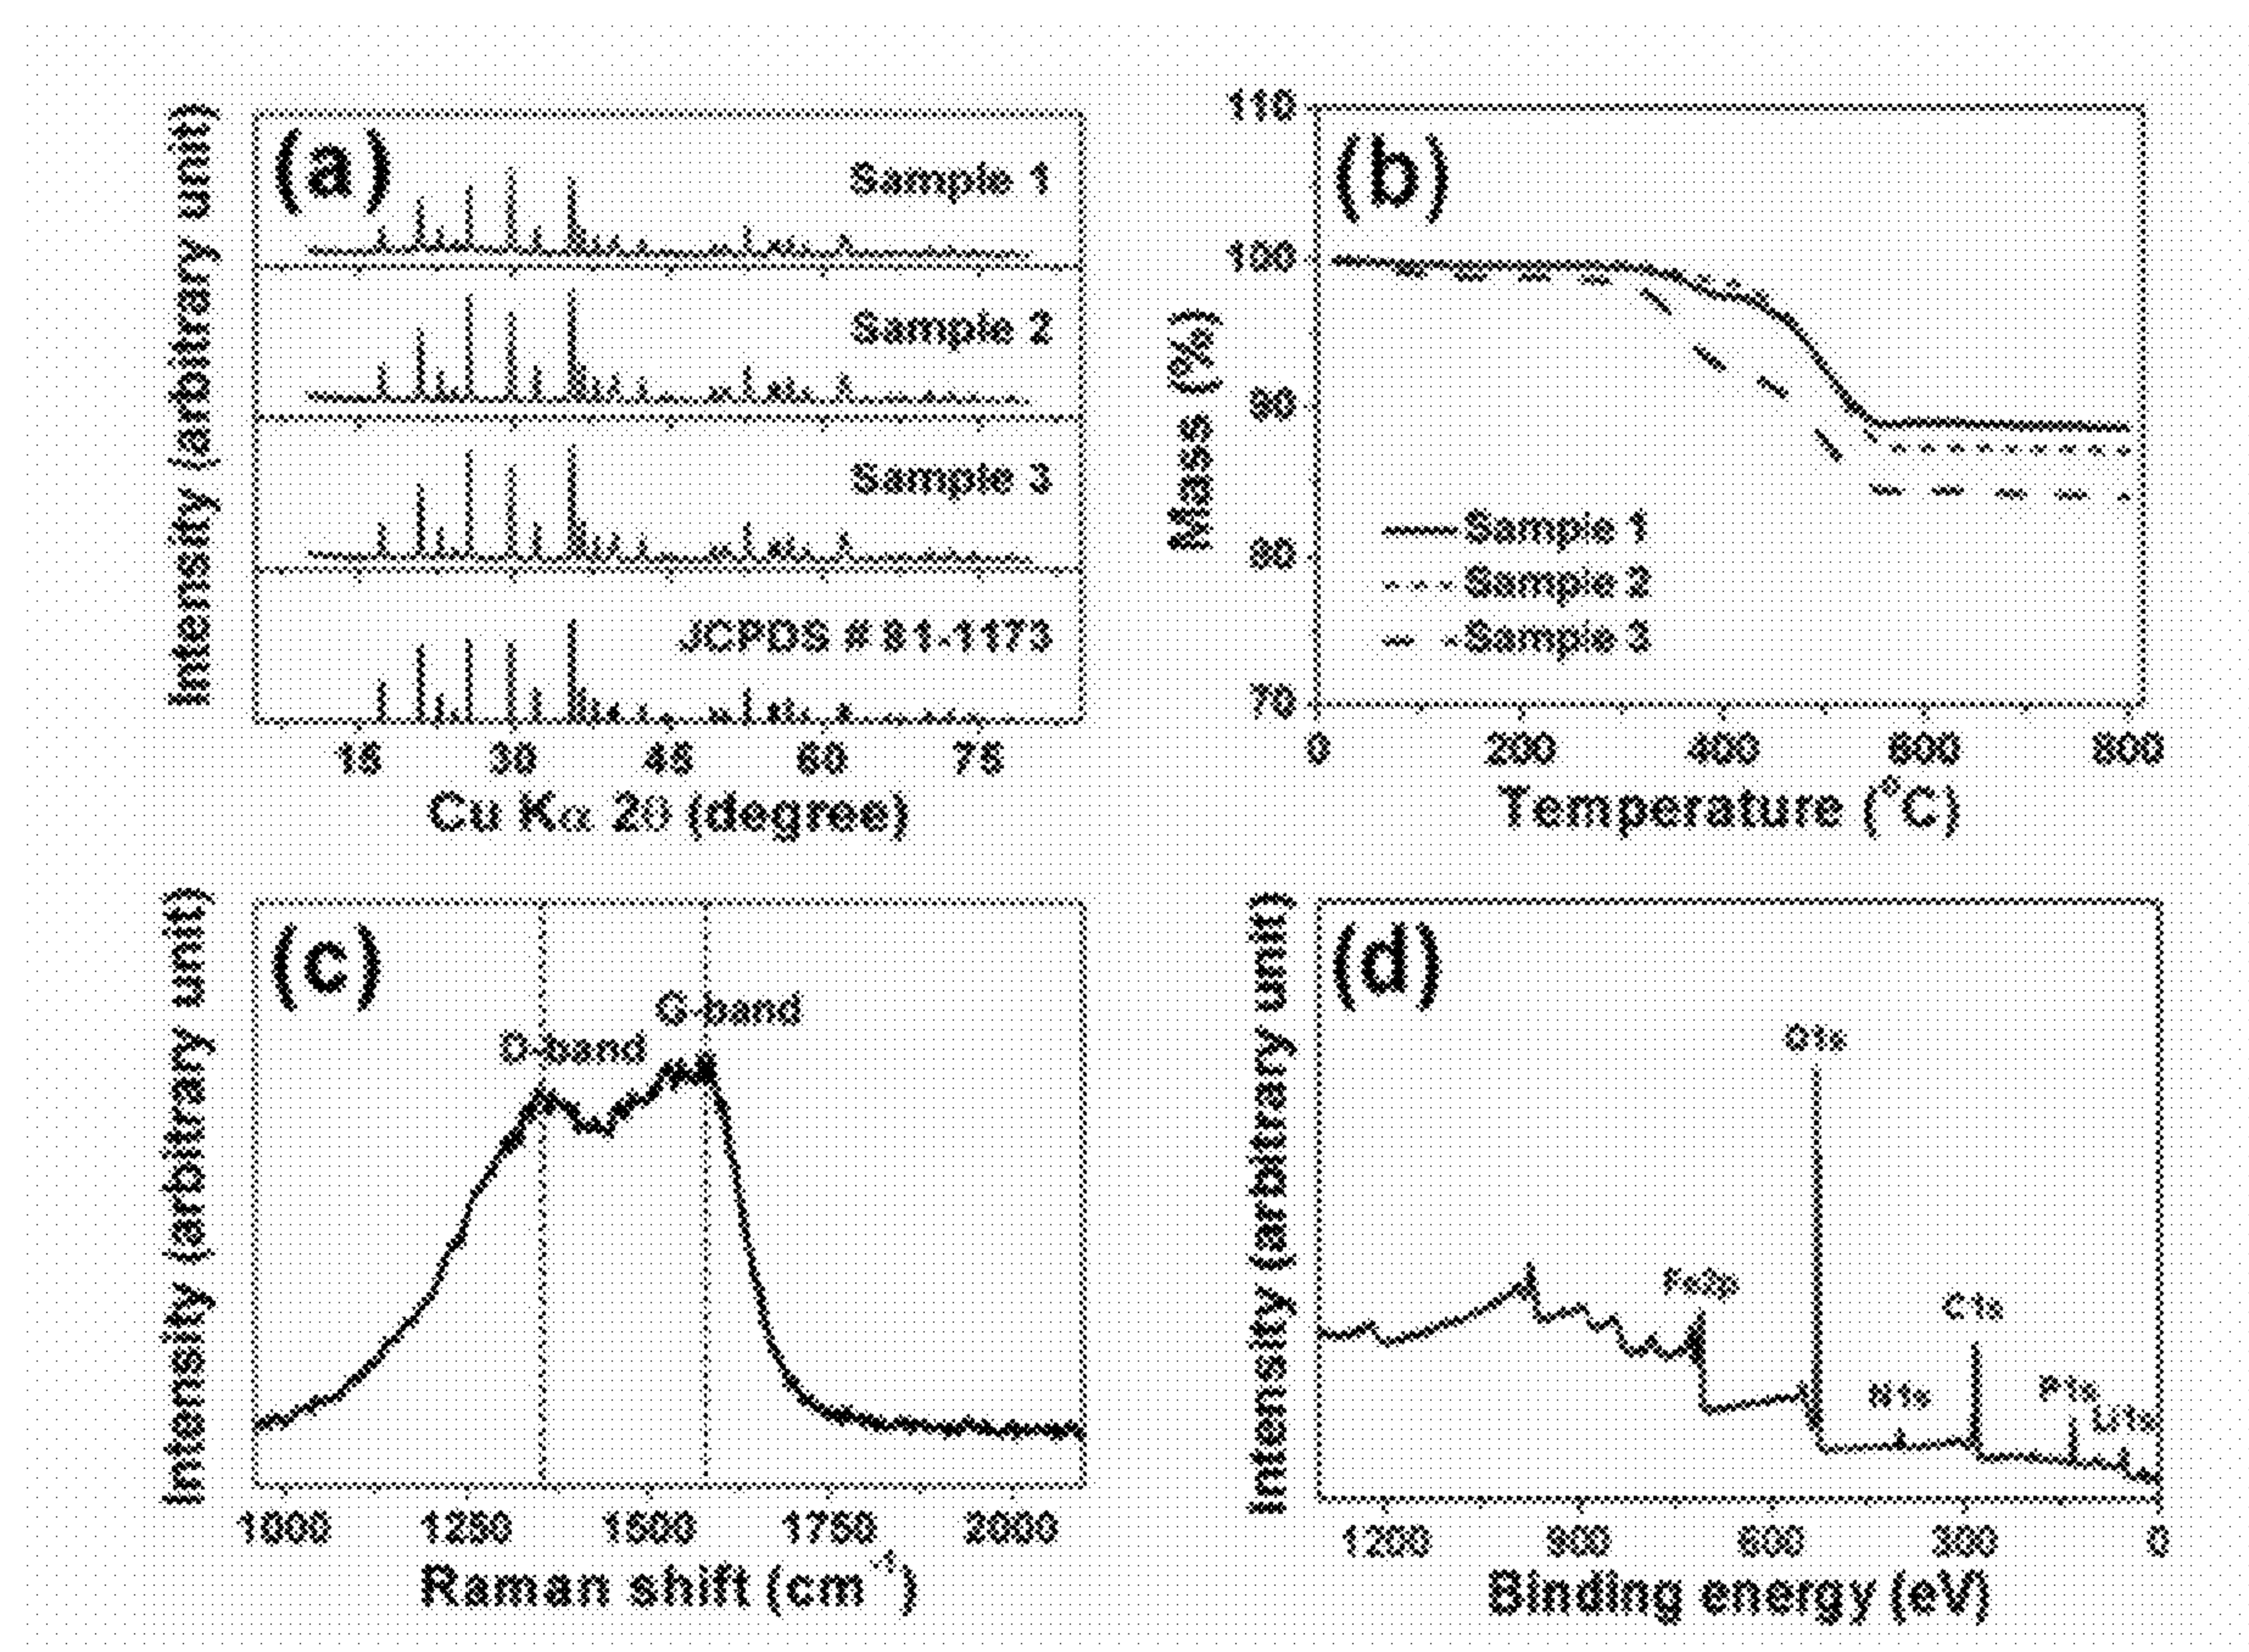 (a)
Intensity (arbitrary unit)
Sample 1
Sample 2
Sample 3
JCPDS # 81-1173
15 30 45 60 75
Cu Kα 2θ (degree)
(b)
Mass (%)
110
100
90
80
70
Sample 1
Sample 2
Sample 3
0 200 400 600 800
Temperature (°C)
(c)
Intensity (arbitrary unit)
G-band
D-band
1000 1250 1500 1750 2000
Raman shift (cm⁻¹)
(d)
Intensity (arbitrary unit)
O1s
Fe2p
C1s
N1s
P1s
Li1s
1200 900 600 300 0
Binding energy (eV)